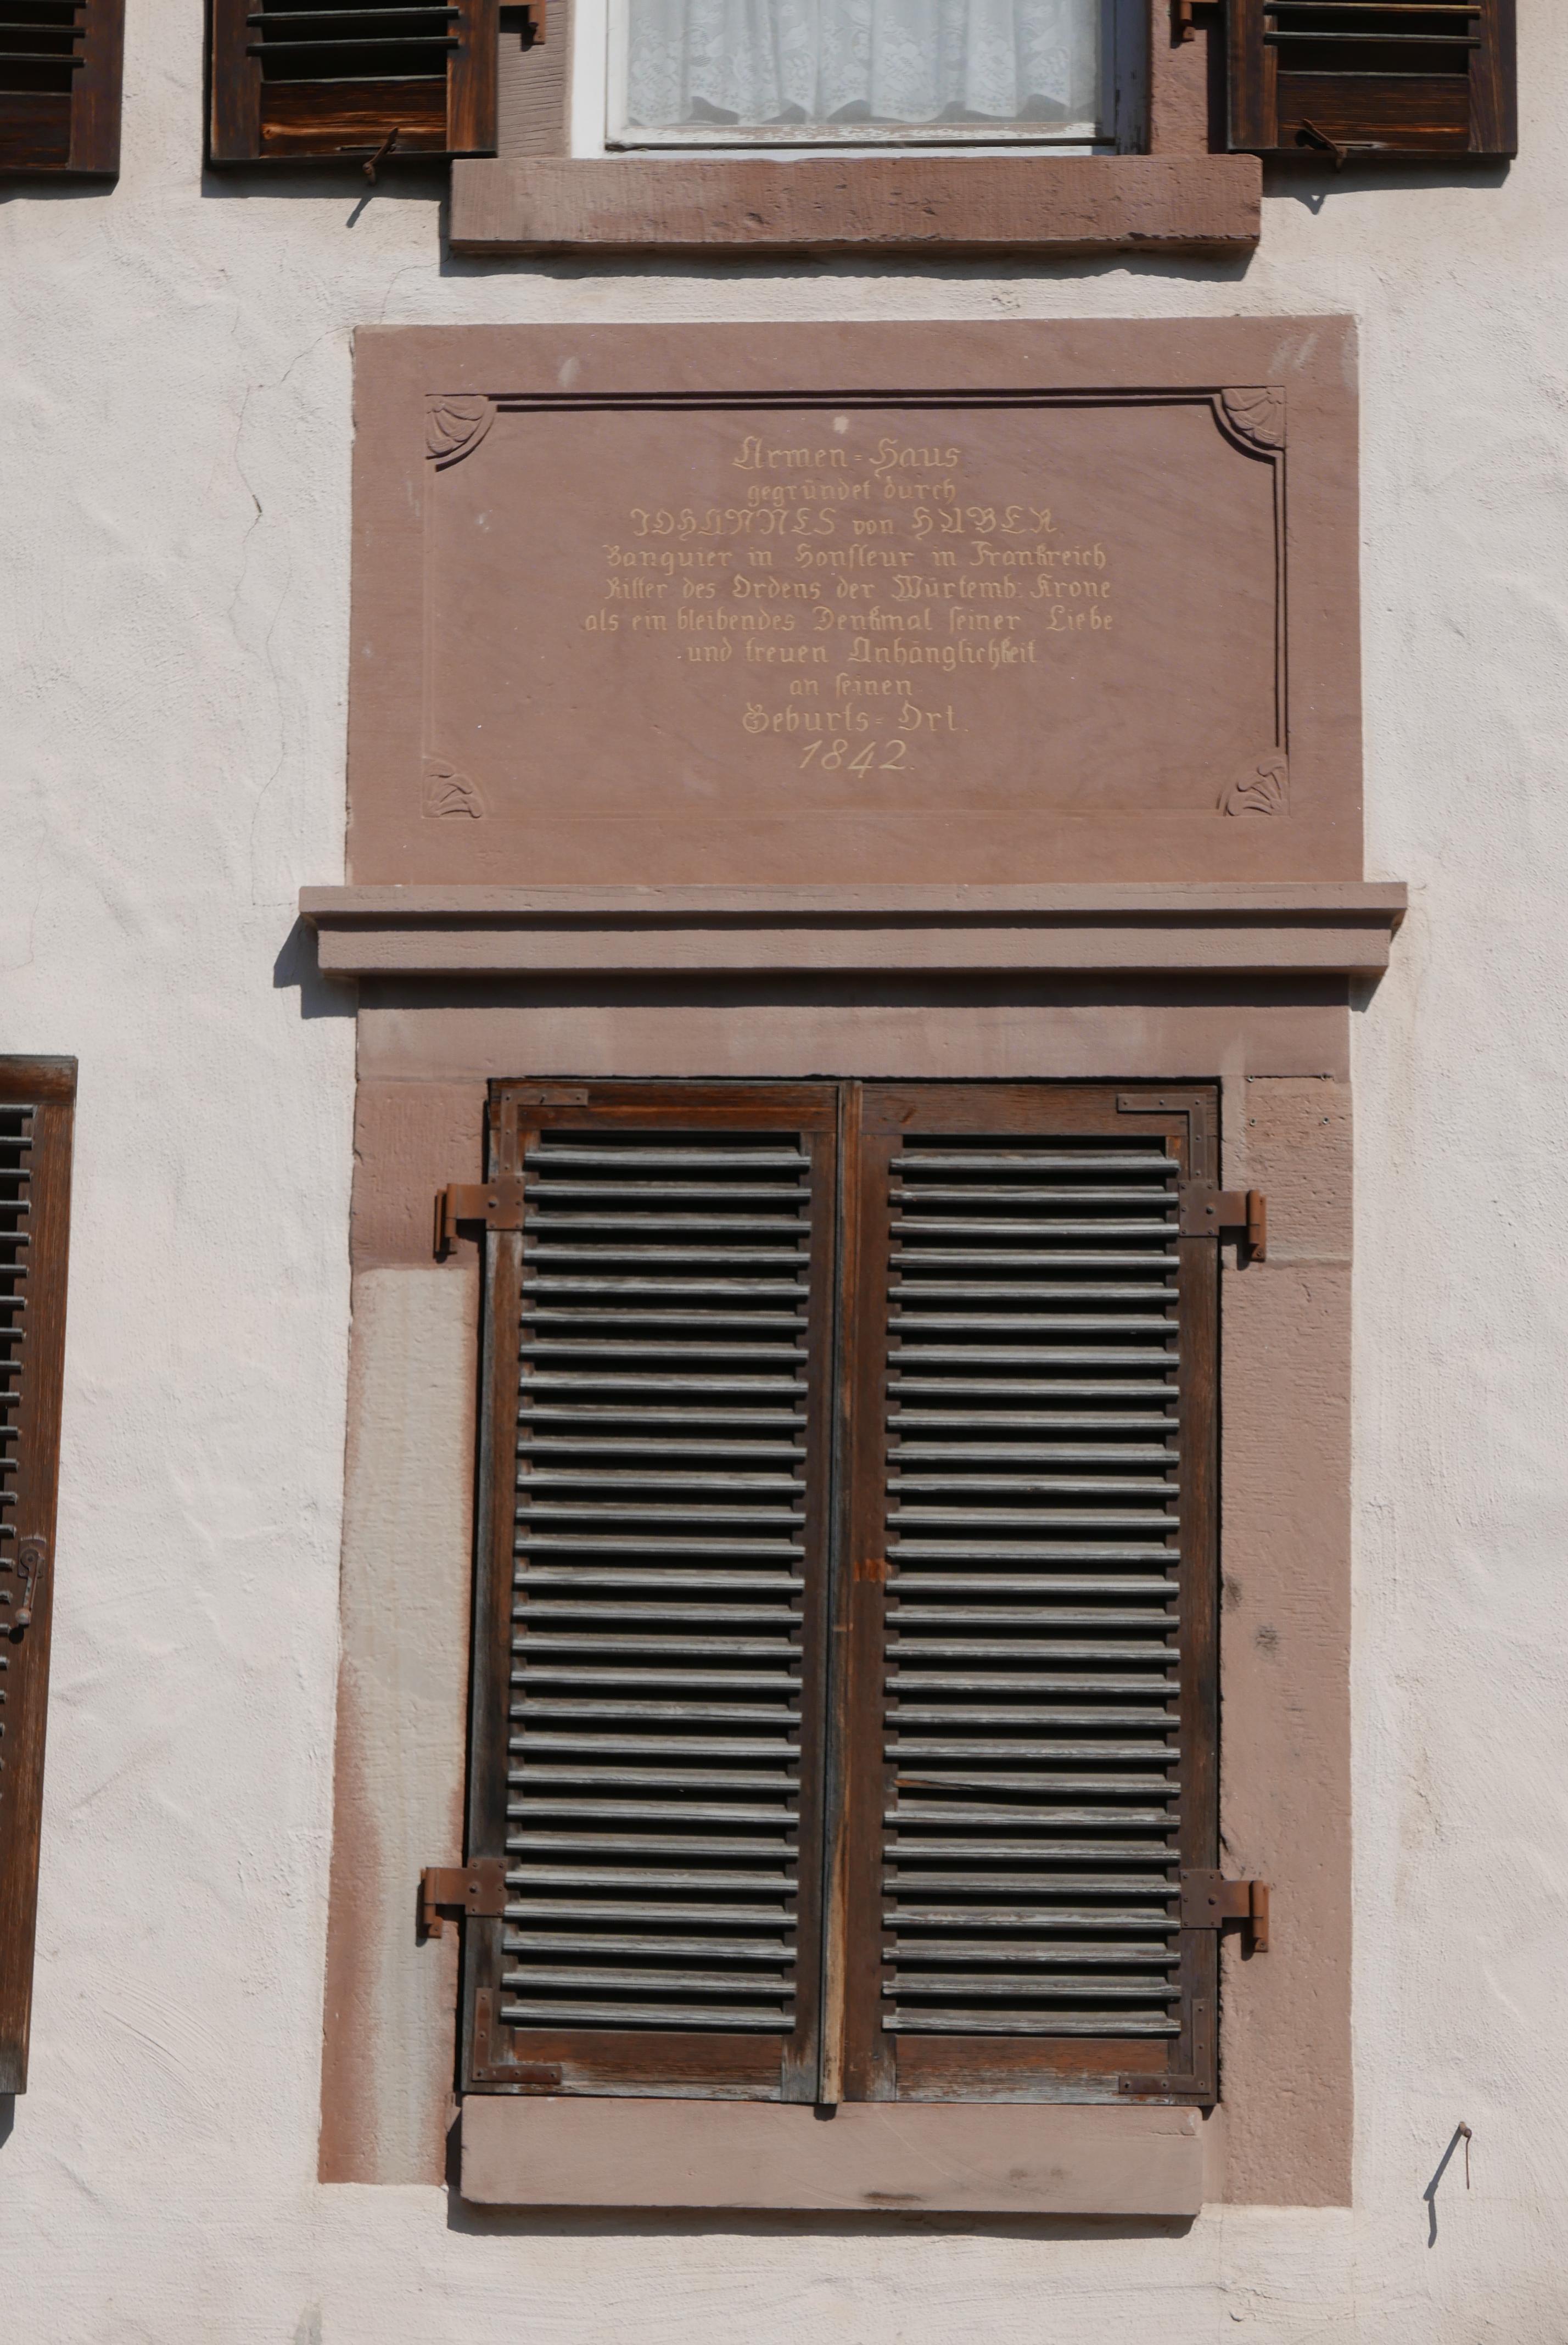 Armen-Haus
gegründet durch
JOHANNES von HUBER,
Banquier in Honfleur in Frankreich
Ritter des Ordens der Würtemb: Krone
als ein bleibendes Denkmal seiner Liebe
und treuen Anhänglichkeit
an seinen
Geburts-Ort.
1842.